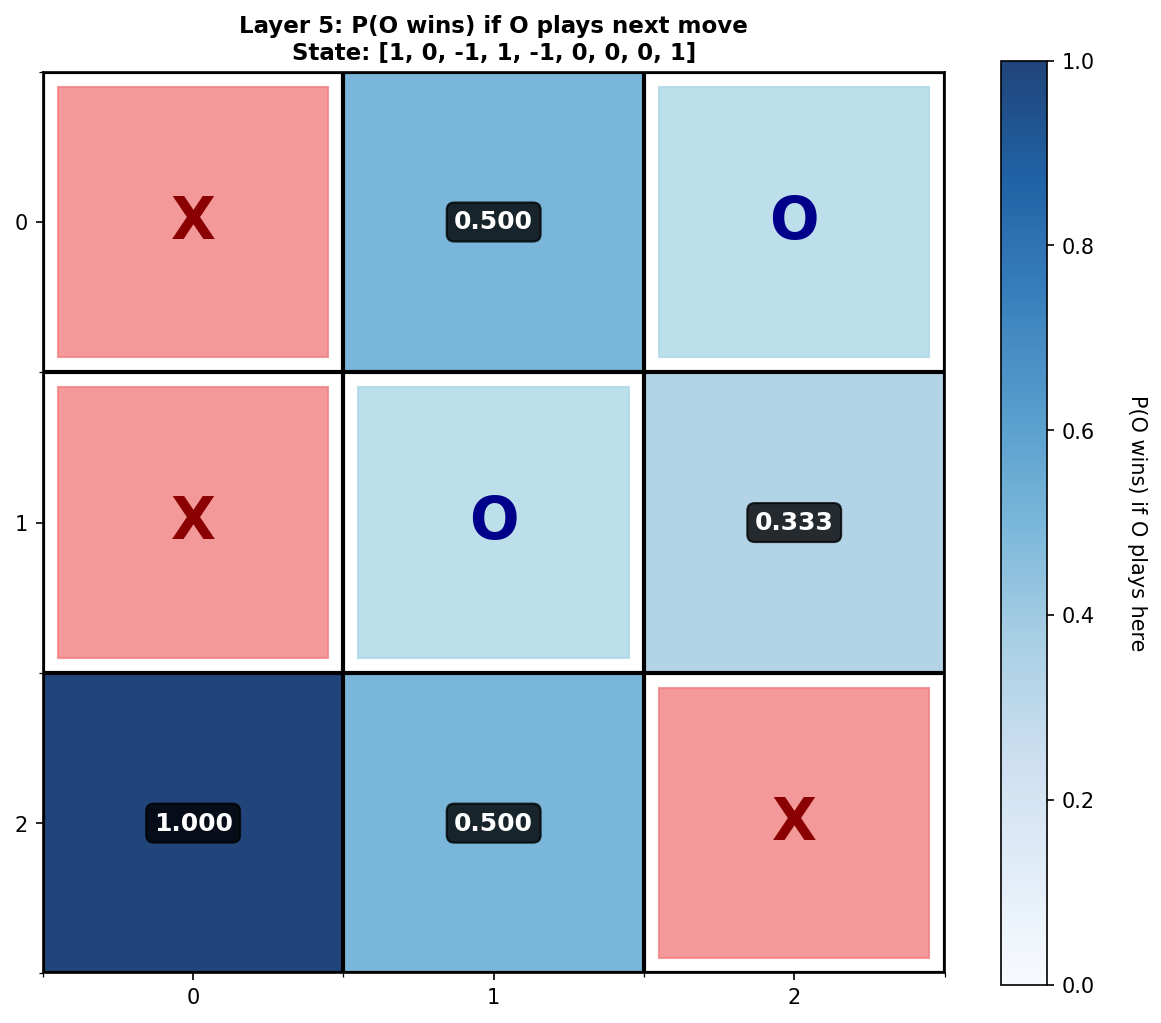 Layer 5: P(O wins) if O plays next move
State: [1, 0, -1, 1, -1, 0, 0, 0, 1]
X
0.500
O
X
O
0.333
1.000
0.500
X
0
1
2
0
1
2
1.0
0.8
0.6
0.4
0.2
0.0
P(O wins) if O plays here